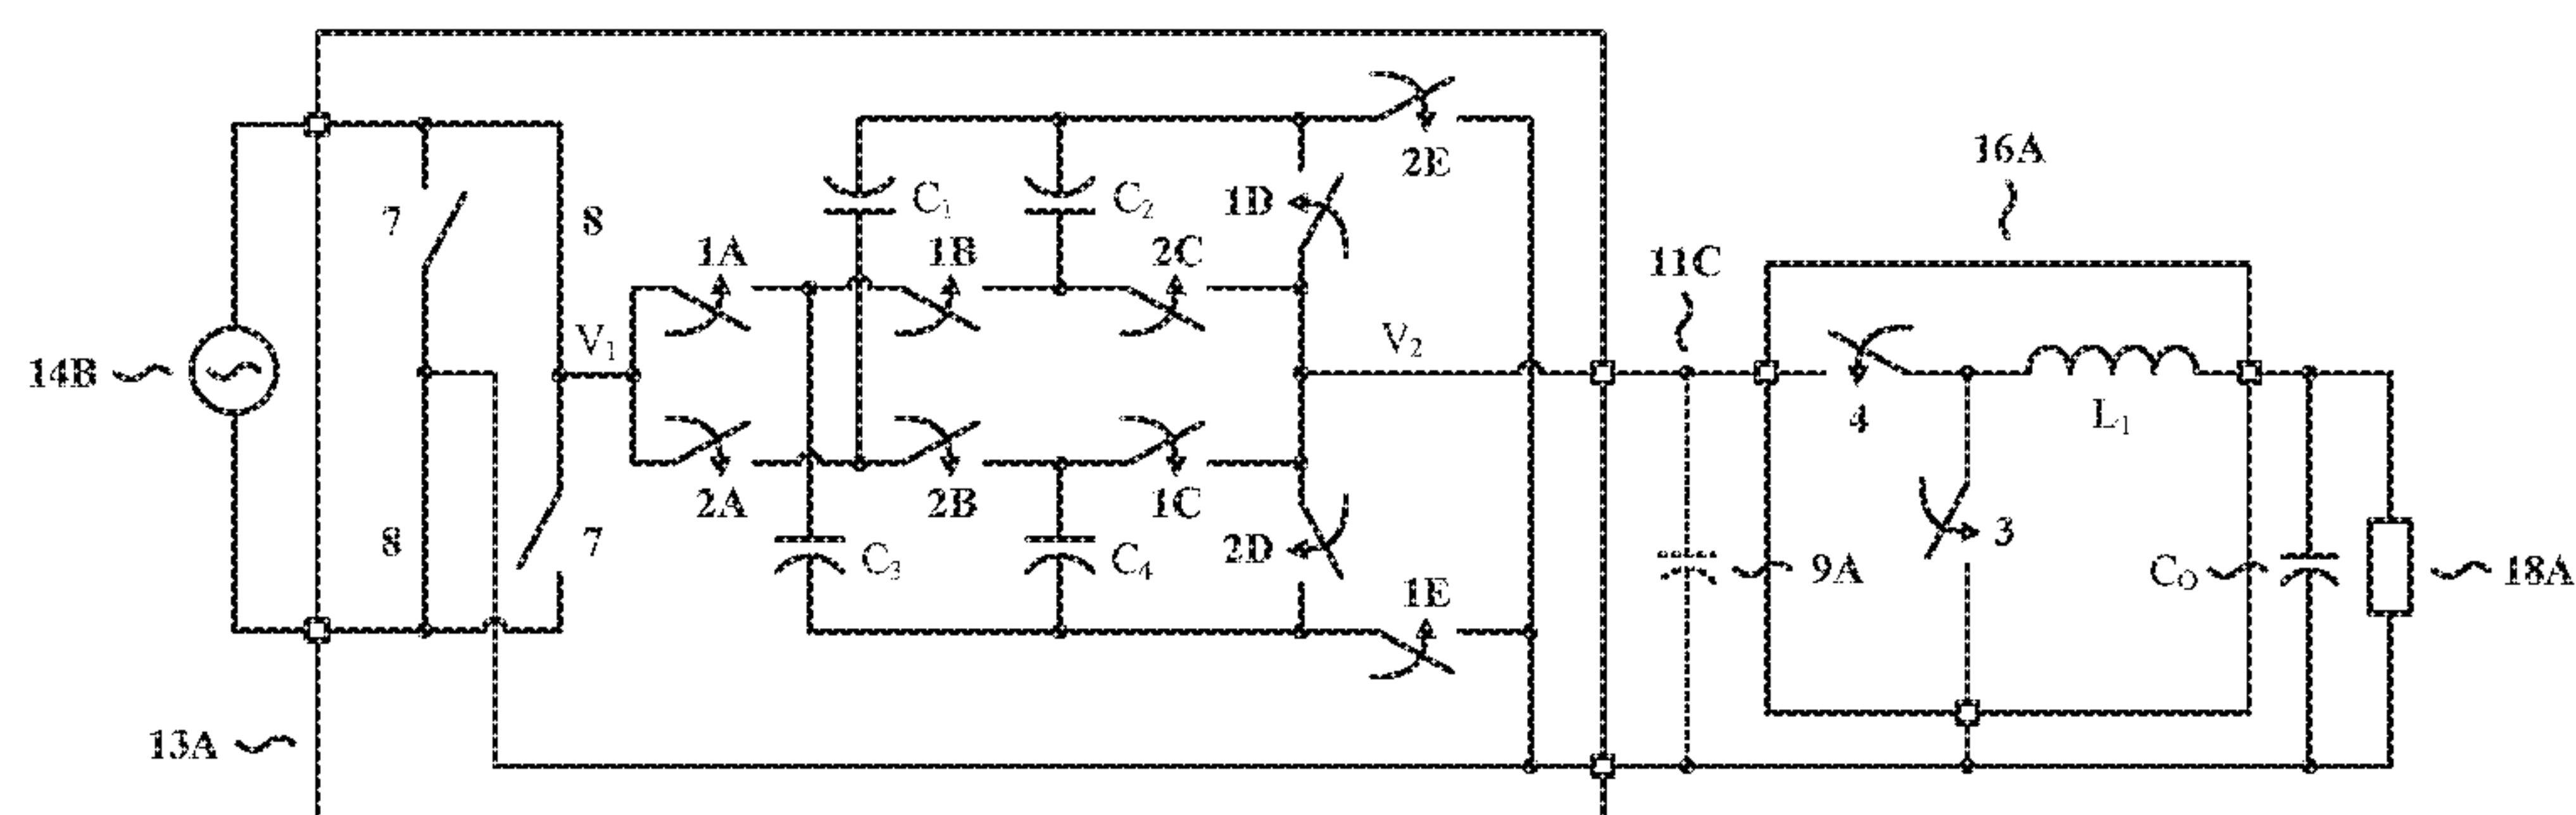 2E
16A
7
8
C₁
C₂
1D
1A
1B
2C
11C
V₁
V₂
14B
4
L₁
2A
2B
1C
8
7
C₃
C₄
2D
3
9A
C_O
18A
1E
13A